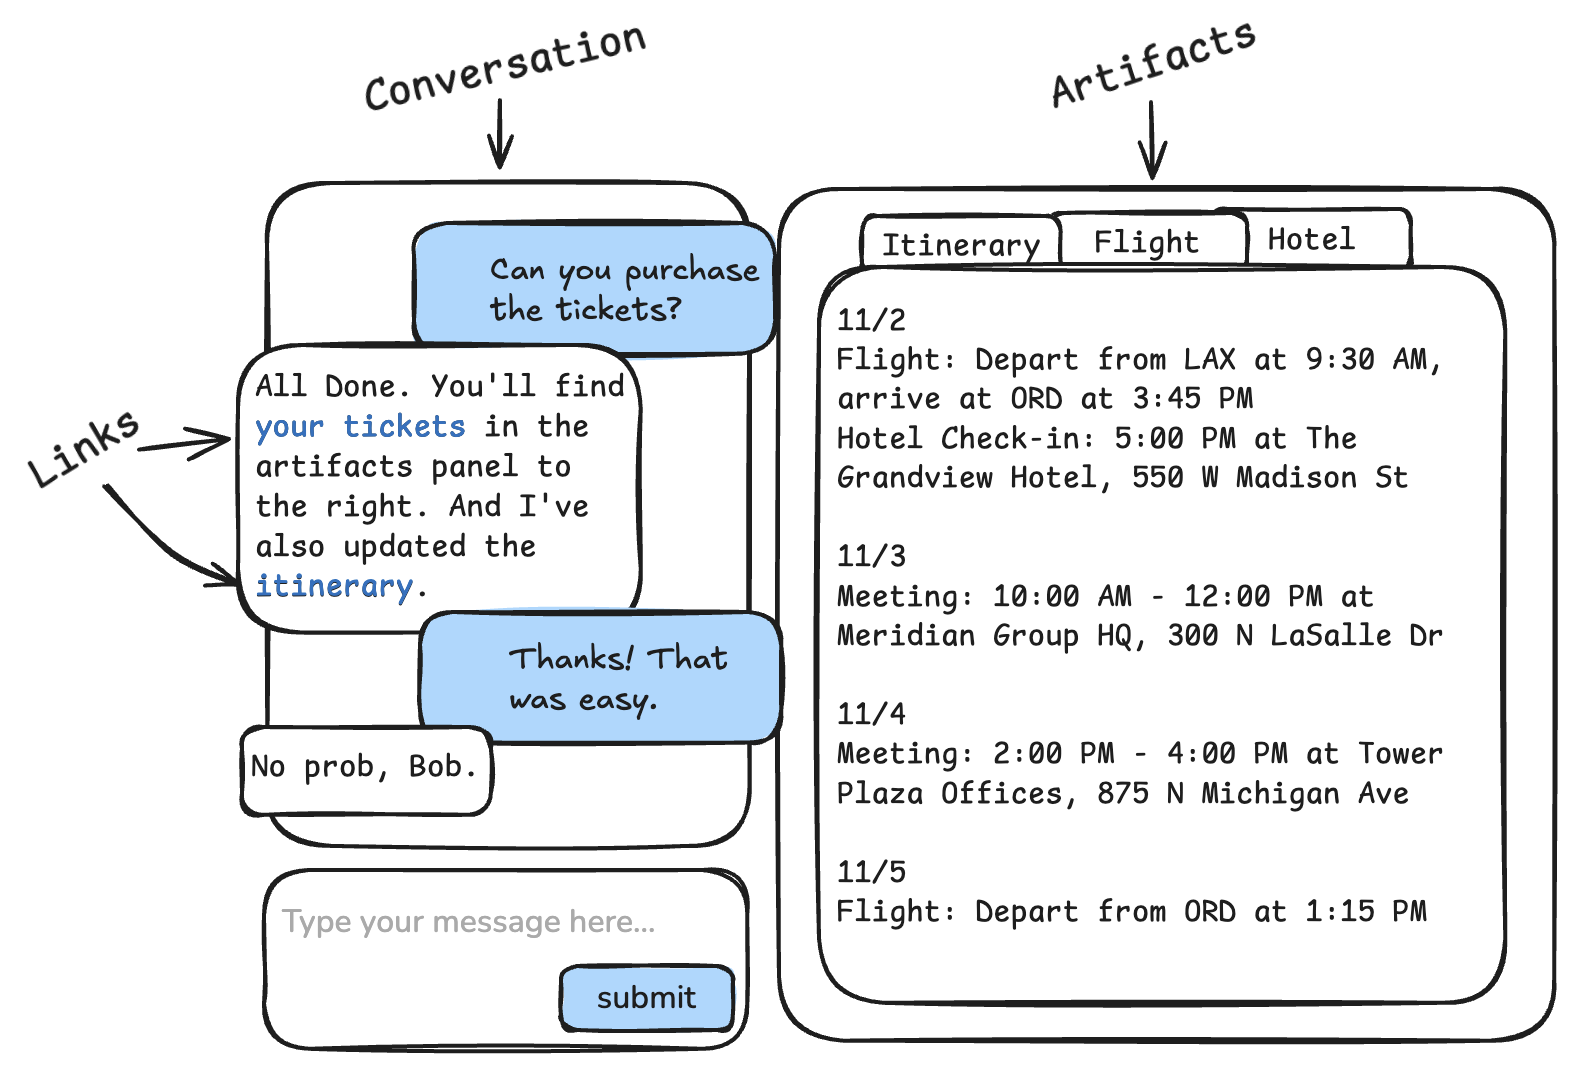 Conversation
Artifacts
Links
Can you purchase
the tickets?
All Done. You'll find
your tickets in the
artifacts panel to
the right. And I've
also updated the
itinerary.
Thanks! That
was easy.
No prob, Bob.
Type your message here...
submit
Itinerary
Flight
Hotel
11/2
Flight: Depart from LAX at 9:30 AM,
arrive at ORD at 3:45 PM
Hotel Check-in: 5:00 PM at The
Grandview Hotel, 550 W Madison St
11/3
Meeting: 10:00 AM - 12:00 PM at
Meridian Group HQ, 300 N LaSalle Dr
11/4
Meeting: 2:00 PM - 4:00 PM at Tower
Plaza Offices, 875 N Michigan Ave
11/5
Flight: Depart from ORD at 1:15 PM